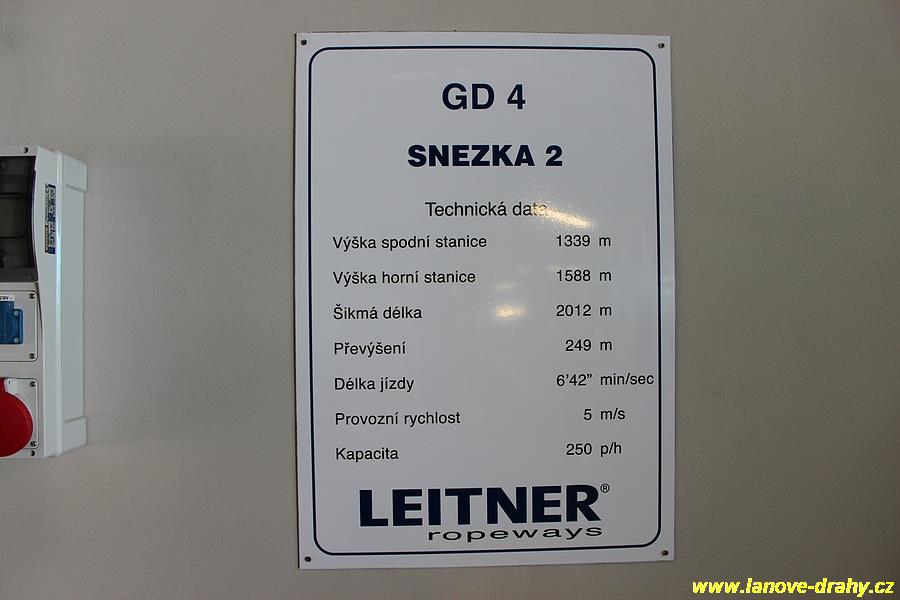 GD 4
SNEZKA 2
Technická data
Výška spodní stanice 1339 m
Výška horní stanice 1588 m
Šikmá délka 2012 m
Převýšení 249 m
Délka jízdy 6’42” min/sec
Provozní rychlost 5 m/s
Kapacita 250 p/h
LEITNER®
ropeways
www.lanove-drahy.cz